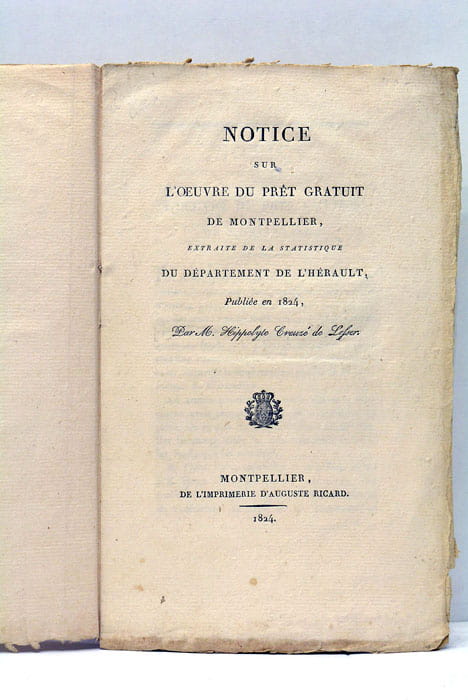 NOTICE
SUR
L'ŒUVRE DU PRÊT GRATUIT
DE MONTPELLIER,
EXTRAITE DE LA STATISTIQUE
DU DÉPARTEMENT DE L'HÉRAULT,
Publiée en 1824,
Par M. Hippolyte Creuzé de Lesser.
MONTPELLIER,
DE L'IMPRIMERIE D'AUGUSTE RICARD.
1824.